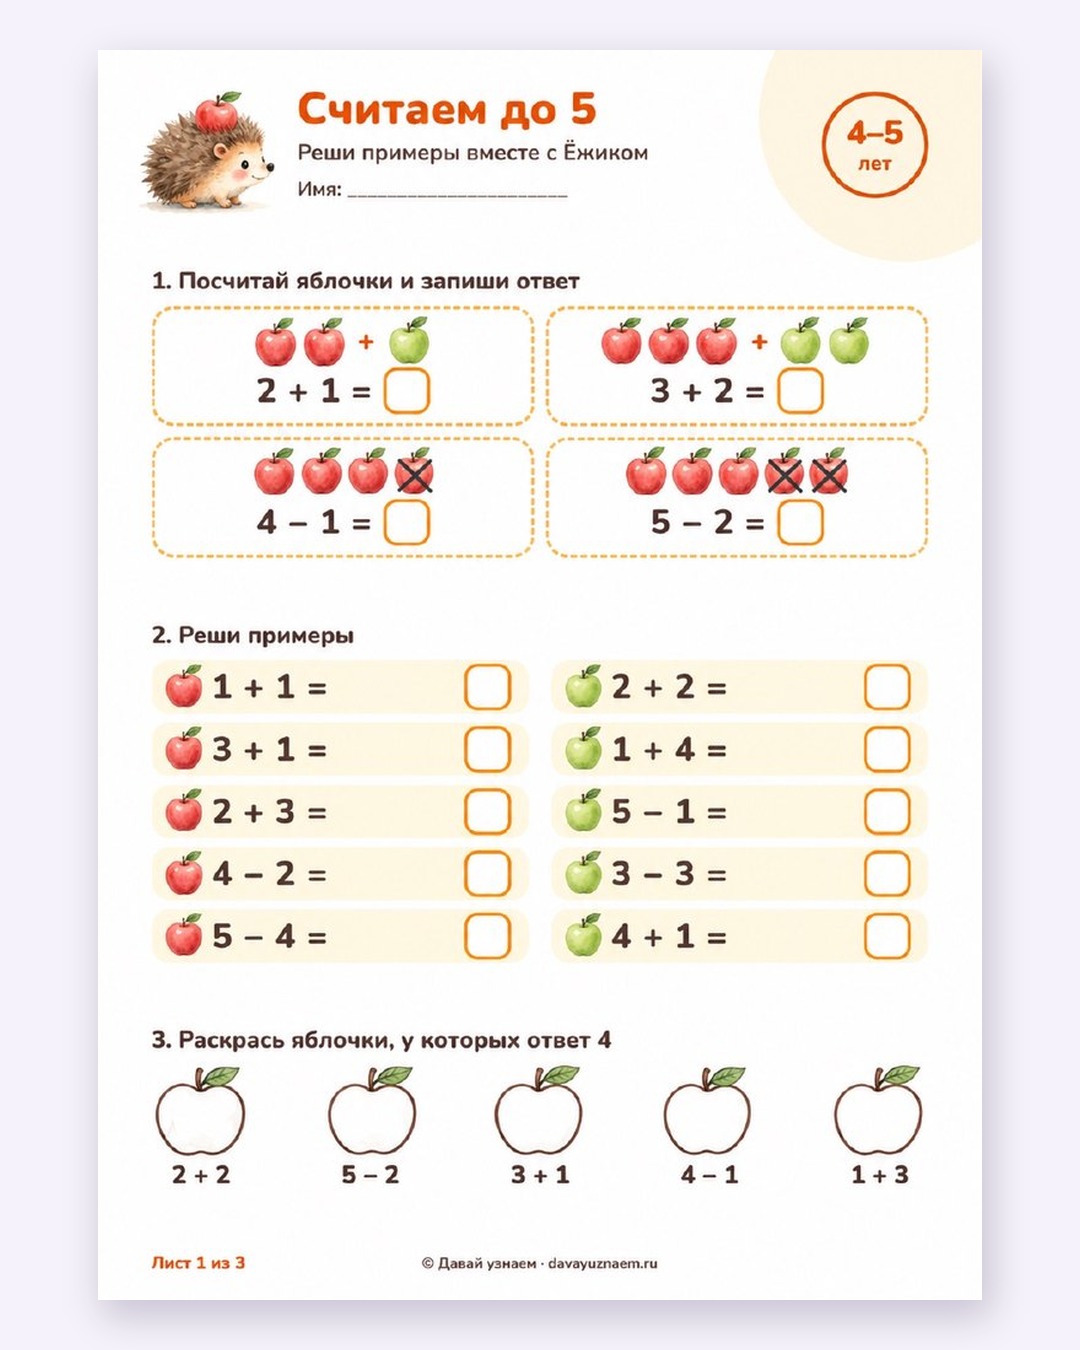 Считаем до 5
Реши примеры вместе с Ёжиком
Имя: ______________________
4–5
лет
1. Посчитай яблочки и запиши ответ
+
2 + 1 =
+
3 + 2 =
4 – 1 =
5 – 2 =
2. Реши примеры
1 + 1 =
2 + 2 =
3 + 1 =
1 + 4 =
2 + 3 =
5 – 1 =
4 – 2 =
3 – 3 =
5 – 4 =
4 + 1 =
3. Раскрась яблочки, у которых ответ 4
2 + 2
5 – 2
3 + 1
4 – 1
1 + 3
Лист 1 из 3
© Давай узнаем · davayuznaem.ru